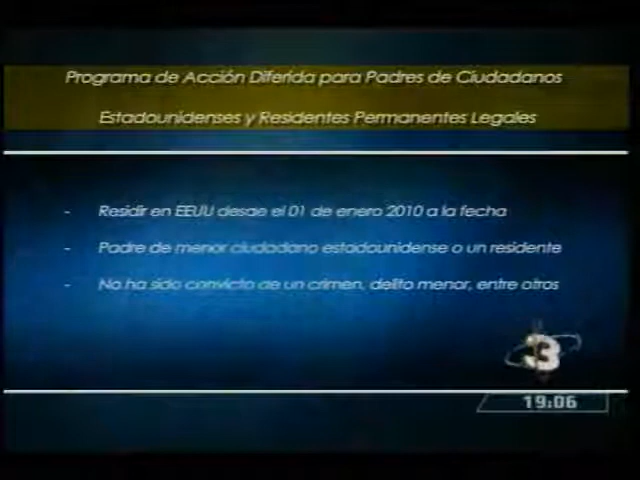 Programa de Acción Diferida para Padres de Ciudadanos
Estadounidenses y Residentes Permanentes Legales
- Residir en EEUU desde el 01 de enero 2010 a la fecha
- Padre de menor ciudadano estadounidense o un residente
- No ha sido convicto de un crimen, delito menor, entre otros
3
19:06